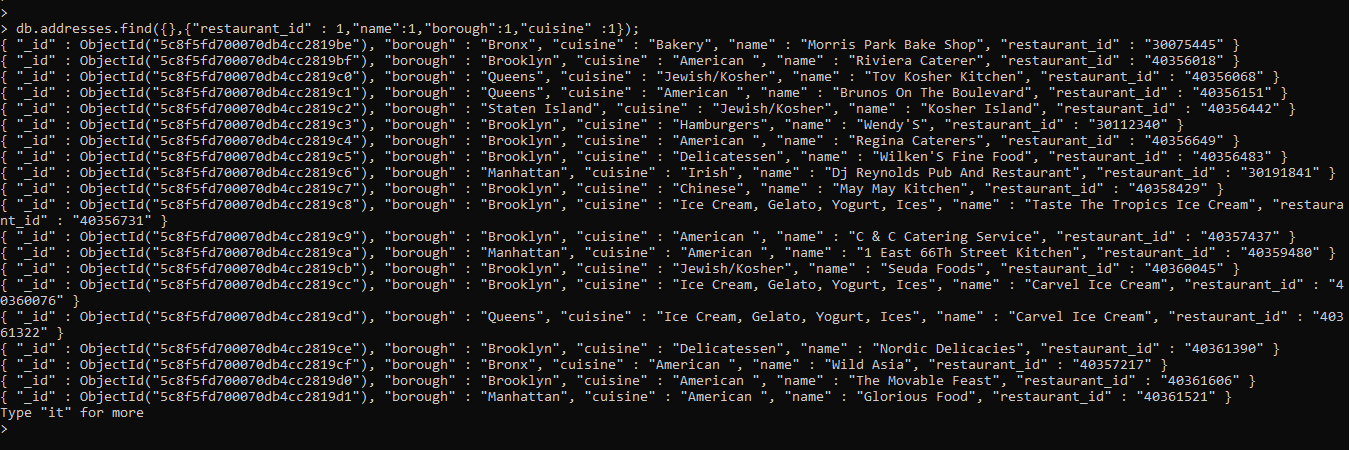 >
> db.addresses.find({},{"restaurant_id" : 1,"name":1,"borough":1,"cuisine" :1});
{ "_id" : ObjectId("5c8f5fd700070db4cc2819be"), "borough" : "Bronx", "cuisine" : "Bakery", "name" : "Morris Park Bake Shop", "restaurant_id" : "30075445" }
{ "_id" : ObjectId("5c8f5fd700070db4cc2819bf"), "borough" : "Brooklyn", "cuisine" : "American ", "name" : "Riviera Caterer", "restaurant_id" : "40356018" }
{ "_id" : ObjectId("5c8f5fd700070db4cc2819c0"), "borough" : "Queens", "cuisine" : "Jewish/Kosher", "name" : "Tov Kosher Kitchen", "restaurant_id" : "40356068" }
{ "_id" : ObjectId("5c8f5fd700070db4cc2819c1"), "borough" : "Queens", "cuisine" : "American ", "name" : "Brunos On The Boulevard", "restaurant_id" : "40356151" }
{ "_id" : ObjectId("5c8f5fd700070db4cc2819c2"), "borough" : "Staten Island", "cuisine" : "Jewish/Kosher", "name" : "Kosher Island", "restaurant_id" : "40356442" }
{ "_id" : ObjectId("5c8f5fd700070db4cc2819c3"), "borough" : "Brooklyn", "cuisine" : "Hamburgers", "name" : "Wendy'S", "restaurant_id" : "30112340" }
{ "_id" : ObjectId("5c8f5fd700070db4cc2819c4"), "borough" : "Brooklyn", "cuisine" : "American ", "name" : "Regina Caterers", "restaurant_id" : "40356649" }
{ "_id" : ObjectId("5c8f5fd700070db4cc2819c5"), "borough" : "Brooklyn", "cuisine" : "Delicatessen", "name" : "Wilken'S Fine Food", "restaurant_id" : "40356483" }
{ "_id" : ObjectId("5c8f5fd700070db4cc2819c6"), "borough" : "Manhattan", "cuisine" : "Irish", "name" : "Dj Reynolds Pub And Restaurant", "restaurant_id" : "30191841" }
{ "_id" : ObjectId("5c8f5fd700070db4cc2819c7"), "borough" : "Brooklyn", "cuisine" : "Chinese", "name" : "May May Kitchen", "restaurant_id" : "40358429" }
{ "_id" : ObjectId("5c8f5fd700070db4cc2819c8"), "borough" : "Brooklyn", "cuisine" : "Ice Cream, Gelato, Yogurt, Ices", "name" : "Taste The Tropics Ice Cream", "restaura
nt_id" : "40356731" }
{ "_id" : ObjectId("5c8f5fd700070db4cc2819c9"), "borough" : "Brooklyn", "cuisine" : "American ", "name" : "C & C Catering Service", "restaurant_id" : "40357437" }
{ "_id" : ObjectId("5c8f5fd700070db4cc2819ca"), "borough" : "Manhattan", "cuisine" : "American ", "name" : "1 East 66Th Street Kitchen", "restaurant_id" : "40359480" }
{ "_id" : ObjectId("5c8f5fd700070db4cc2819cb"), "borough" : "Brooklyn", "cuisine" : "Jewish/Kosher", "name" : "Seuda Foods", "restaurant_id" : "40360045" }
{ "_id" : ObjectId("5c8f5fd700070db4cc2819cc"), "borough" : "Brooklyn", "cuisine" : "Ice Cream, Gelato, Yogurt, Ices", "name" : "Carvel Ice Cream", "restaurant_id" : "4
0360076" }
{ "_id" : ObjectId("5c8f5fd700070db4cc2819cd"), "borough" : "Queens", "cuisine" : "Ice Cream, Gelato, Yogurt, Ices", "name" : "Carvel Ice Cream", "restaurant_id" : "403
61322" }
{ "_id" : ObjectId("5c8f5fd700070db4cc2819ce"), "borough" : "Brooklyn", "cuisine" : "Delicatessen", "name" : "Nordic Delicacies", "restaurant_id" : "40361390" }
{ "_id" : ObjectId("5c8f5fd700070db4cc2819cf"), "borough" : "Bronx", "cuisine" : "American ", "name" : "Wild Asia", "restaurant_id" : "40357217" }
{ "_id" : ObjectId("5c8f5fd700070db4cc2819d0"), "borough" : "Brooklyn", "cuisine" : "American ", "name" : "The Movable Feast", "restaurant_id" : "40361606" }
{ "_id" : ObjectId("5c8f5fd700070db4cc2819d1"), "borough" : "Manhattan", "cuisine" : "American ", "name" : "Glorious Food", "restaurant_id" : "40361521" }
Type "it" for more
>